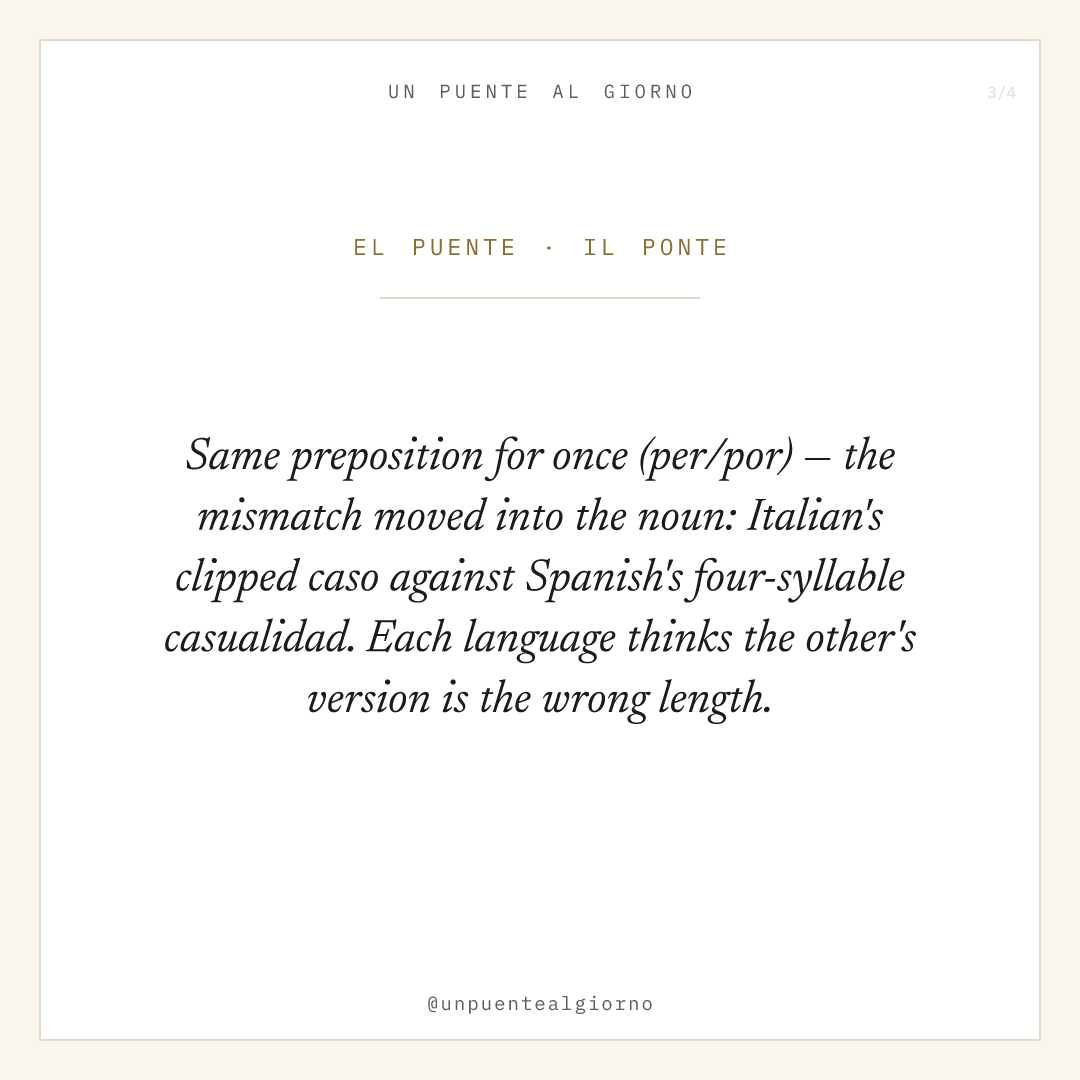 UN PUENTE AL GIORNO
3/4
EL PUENTE · IL PONTE
Same preposition for once (per/por) — the
mismatch moved into the noun: Italian's
clipped caso against Spanish's four-syllable
casualidad. Each language thinks the other's
version is the wrong length.
@unpuentealgiorno